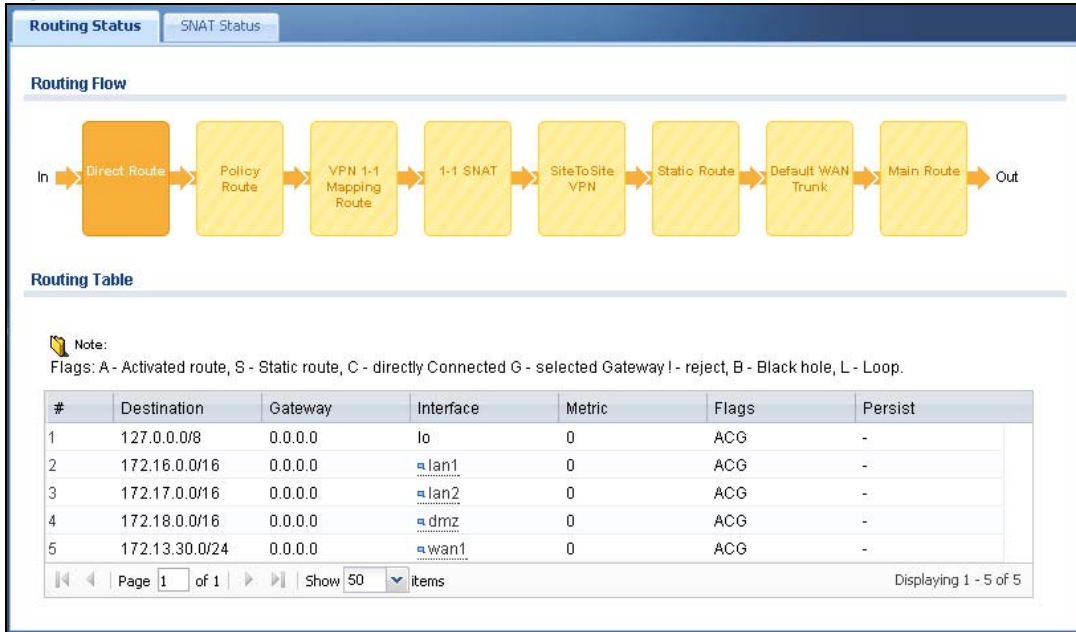 Routing Status
SNAT Status
Routing Flow
In
Direct Route
Policy
Route
VPN 1-1
Mapping
Route
1-1 SNAT
SiteToSite
VPN
Static Route
Default WAN
Trunk
Main Route
Out
Routing Table
Note:
Flags: A - Activated route, S - Static route, C - directly Connected G - selected Gateway ! - reject, B - Black hole, L - Loop.
# Destination Gateway Interface Metric Flags Persist
1 127.0.0.0/8 0.0.0.0 lo 0 ACG -
2 172.16.0.0/16 0.0.0.0 lan1 0 ACG -
3 172.17.0.0/16 0.0.0.0 lan2 0 ACG -
4 172.18.0.0/16 0.0.0.0 dmz 0 ACG -
5 172.13.30.0/24 0.0.0.0 wan1 0 ACG -
Page 1 of 1 Show 50 items Displaying 1 - 5 of 5